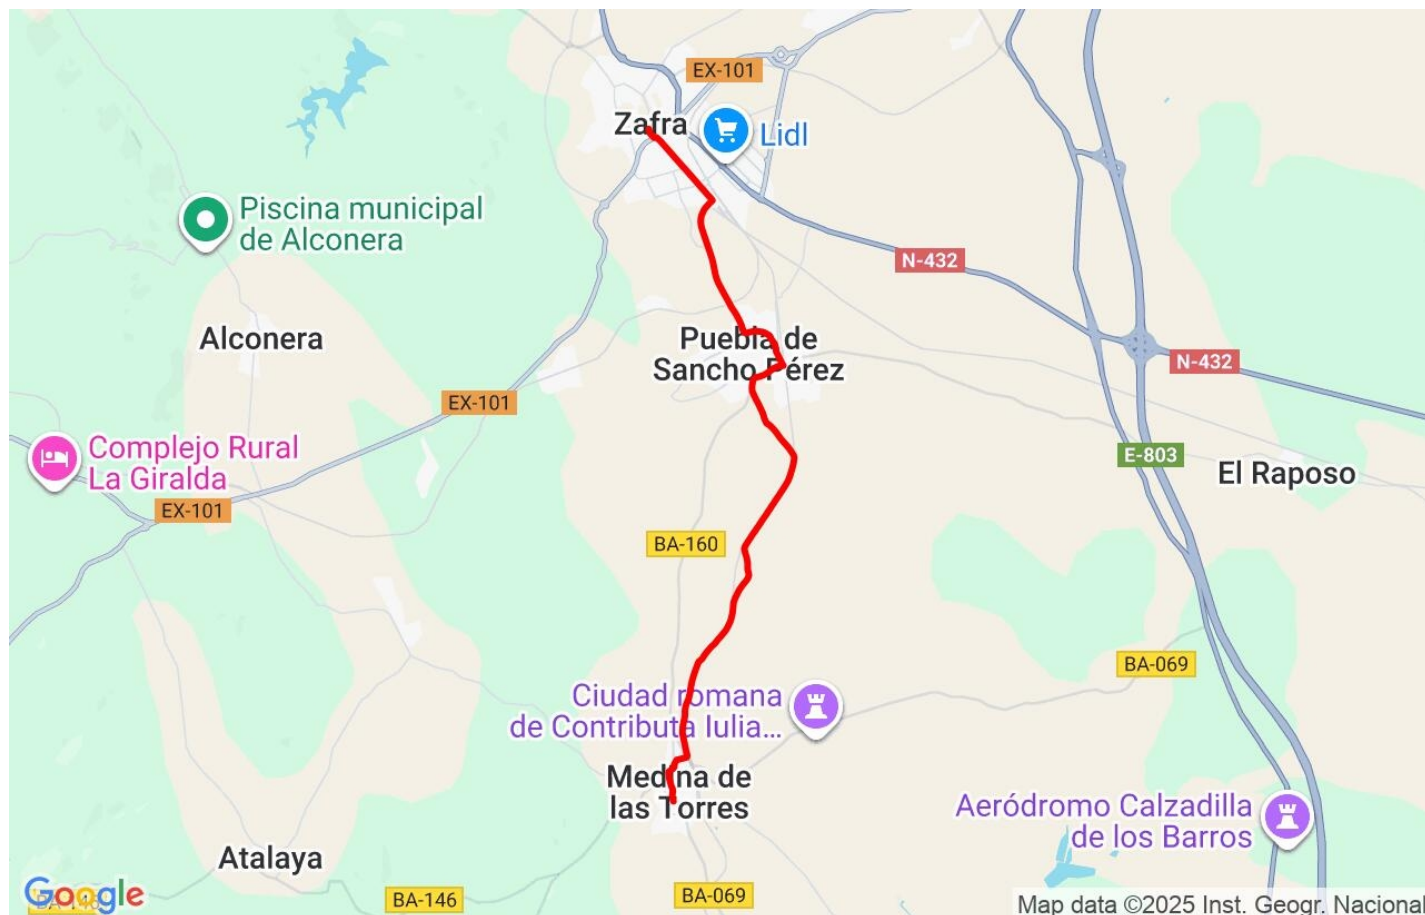 EX-101
Zafra
Lidl
Piscina municipal
de Alconera
N-432
Alconera
Puebla de
Sancho Pérez
N-432
EX-101
Complejo Rural
La Giralda
E-803
El Raposo
EX-101
BA-160
BA-069
Ciudad romana
de Contributa Iulia...
Medina de
las Torres
Aeródromo Calzadilla
de los Barros
Atalaya
Google
BA-146
BA-069
Map data ©2025 Inst. Geogr. Nacional